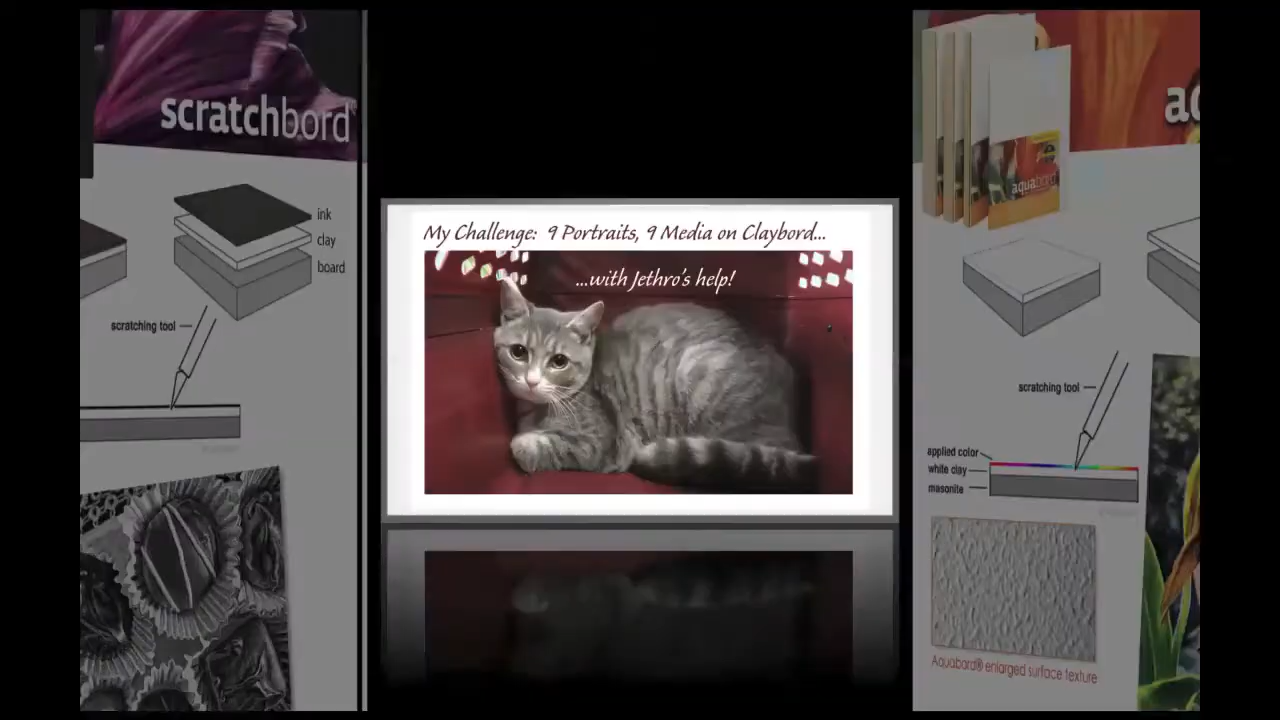 scratchbord
ink
clay
board
scratching tool
My Challenge: 9 Portraits, 9 Media on Claybord...
...with Jethro's help!
aquabord
scratching tool
applied color
white clay
masonite
Aquabord® enlarged surface texture